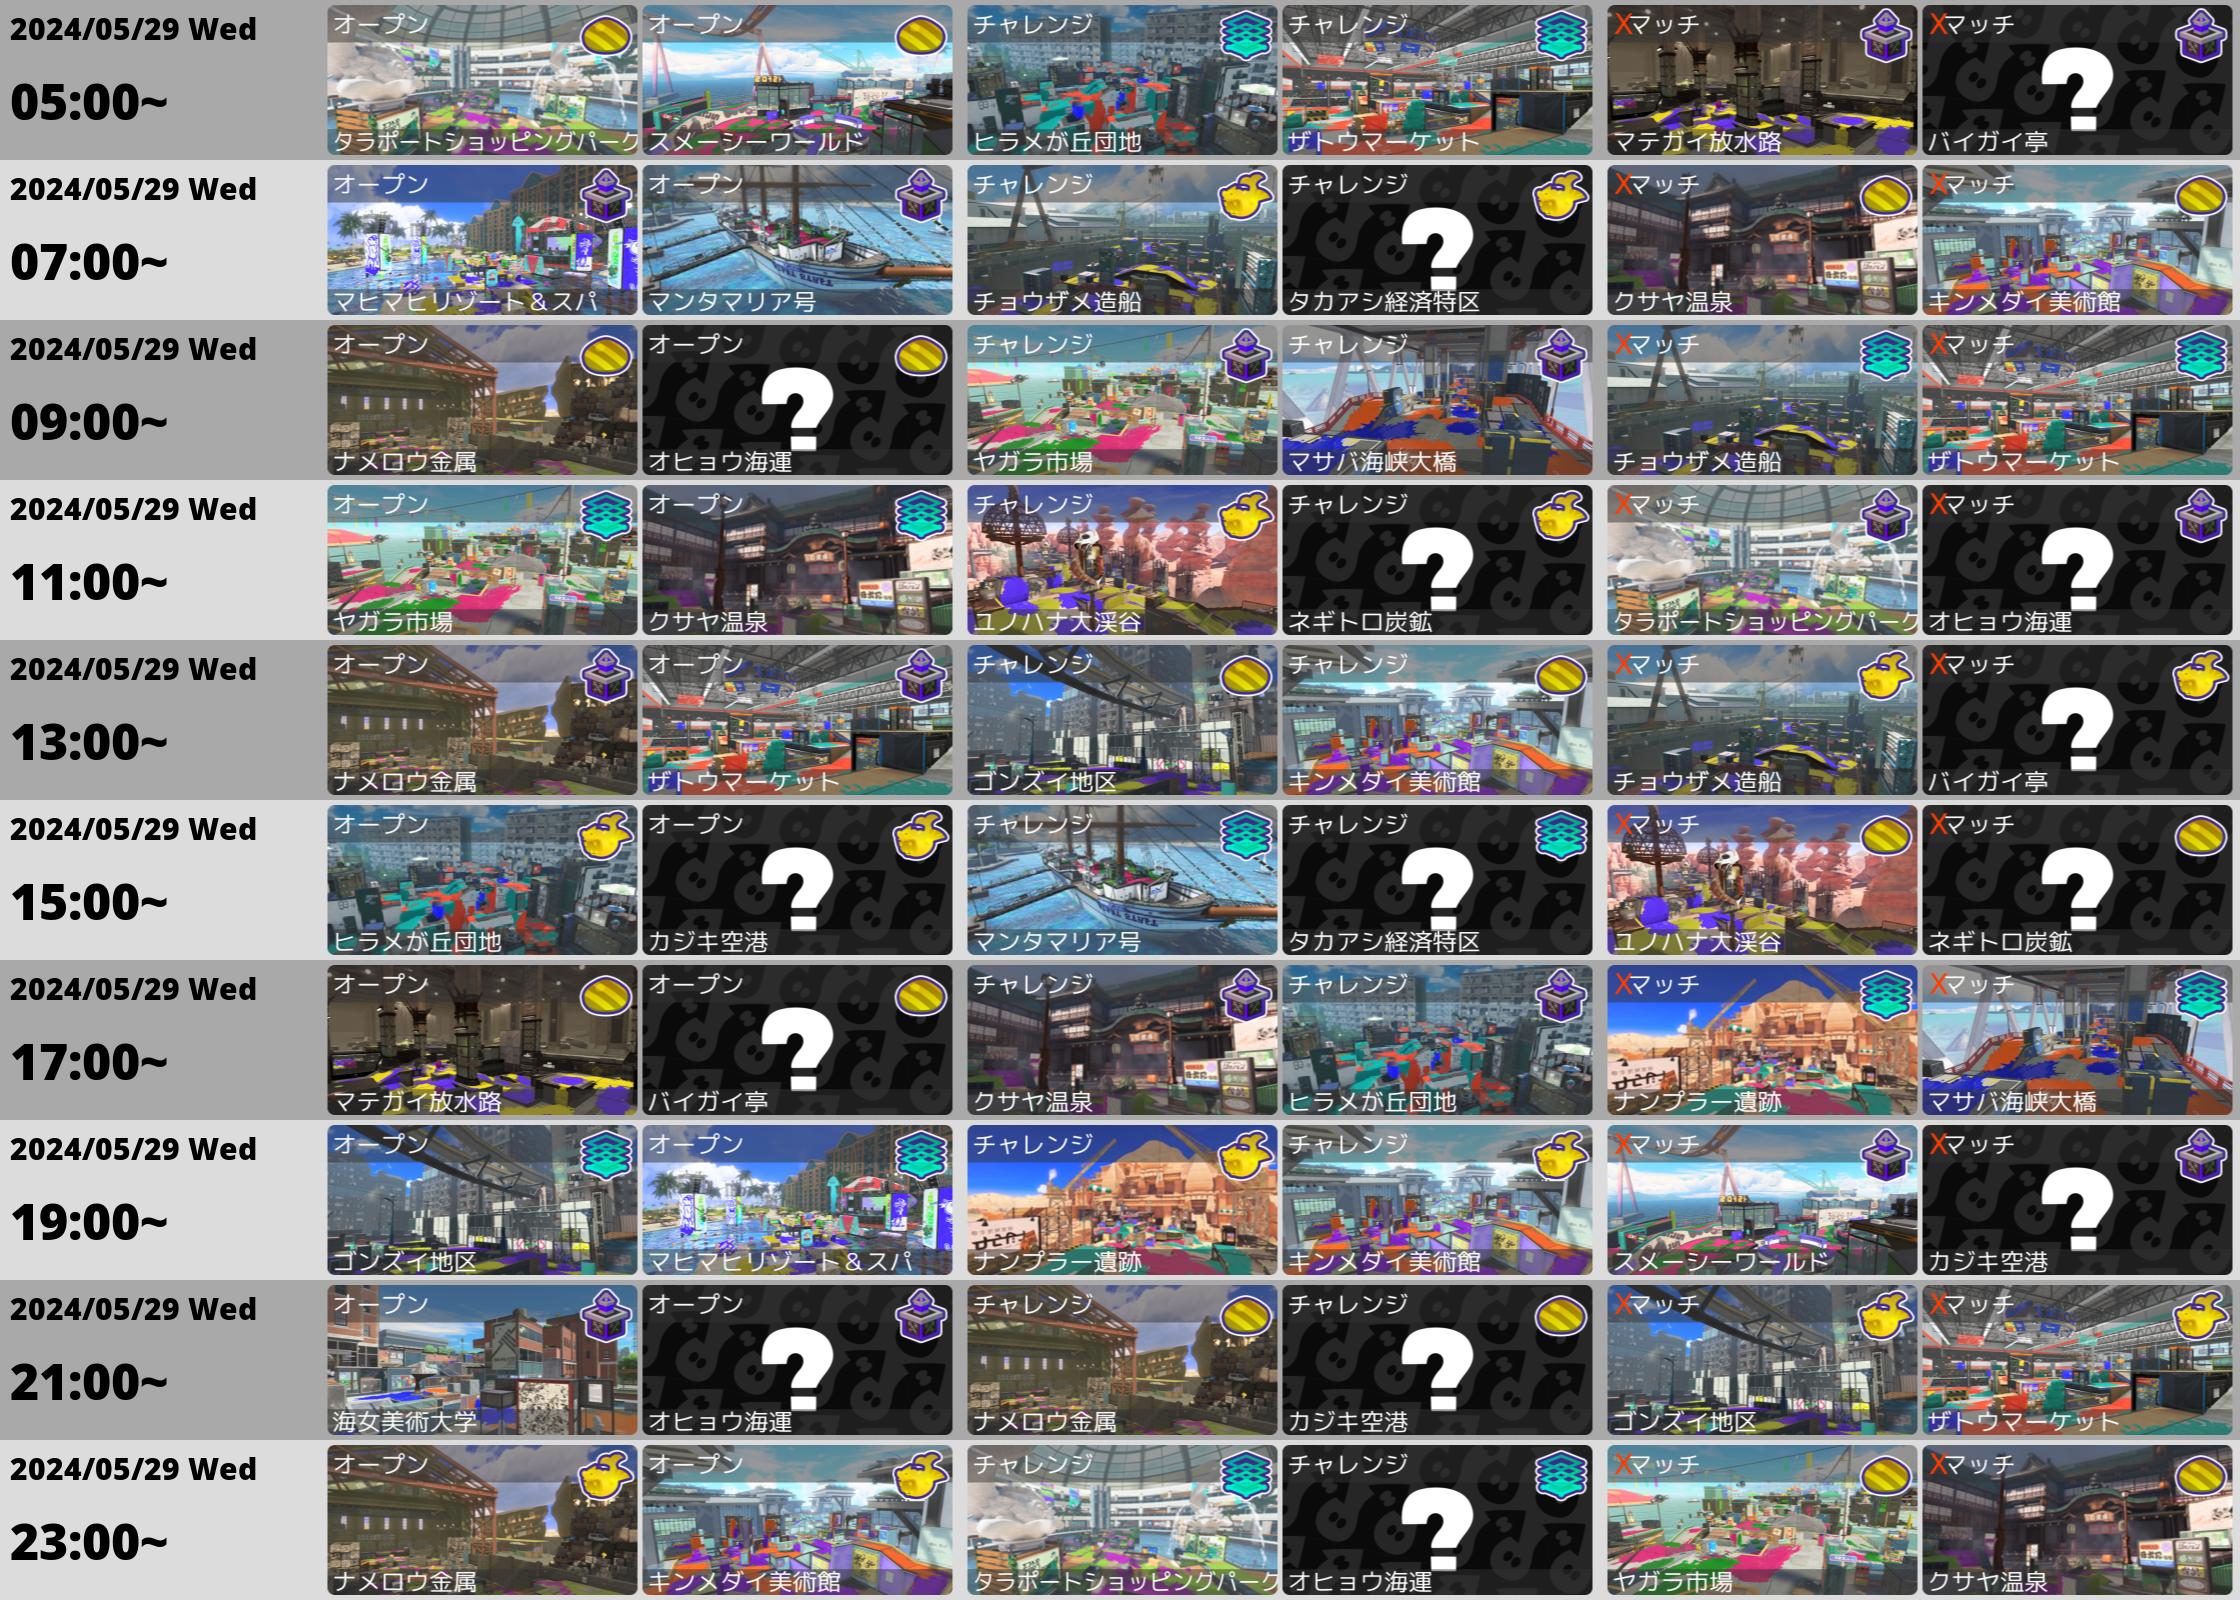 2024/05/29 Wed
05:00~
オープン
タラポートショッピングパーク
オープン
スメーシーワールド
チャレンジ
ヒラメが丘団地
チャレンジ
ザトウマーケット
Xマッチ
マテガイ放水路
Xマッチ
バイガイ亭
2024/05/29 Wed
07:00~
オープン
マヒマヒリゾート＆スパ
オープン
マンタマリア号
チャレンジ
チョウザメ造船
チャレンジ
タカアシ経済特区
Xマッチ
クサヤ温泉
Xマッチ
キンメダイ美術館
2024/05/29 Wed
09:00~
オープン
ナメロウ金属
オープン
オヒョウ海運
チャレンジ
ヤガラ市場
チャレンジ
マサバ海峡大橋
Xマッチ
チョウザメ造船
Xマッチ
ザトウマーケット
2024/05/29 Wed
11:00~
オープン
ヤガラ市場
オープン
クサヤ温泉
チャレンジ
ユノハナ大渓谷
チャレンジ
ネギトロ炭鉱
Xマッチ
タラポートショッピングパーク
Xマッチ
オヒョウ海運
2024/05/29 Wed
13:00~
オープン
ナメロウ金属
オープン
ザトウマーケット
チャレンジ
ゴンズイ地区
チャレンジ
キンメダイ美術館
Xマッチ
チョウザメ造船
Xマッチ
バイガイ亭
2024/05/29 Wed
15:00~
オープン
ヒラメが丘団地
オープン
カジキ空港
チャレンジ
マンタマリア号
チャレンジ
タカアシ経済特区
Xマッチ
ユノハナ大渓谷
Xマッチ
ネギトロ炭鉱
2024/05/29 Wed
17:00~
オープン
マテガイ放水路
オープン
バイガイ亭
チャレンジ
クサヤ温泉
チャレンジ
ヒラメが丘団地
Xマッチ
ナンプラー遺跡
Xマッチ
マサバ海峡大橋
2024/05/29 Wed
19:00~
オープン
ゴンズイ地区
オープン
マヒマヒリゾート＆スパ
チャレンジ
ナンプラー遺跡
チャレンジ
キンメダイ美術館
Xマッチ
スメーシーワールド
Xマッチ
カジキ空港
2024/05/29 Wed
21:00~
オープン
海女美術大学
オープン
オヒョウ海運
チャレンジ
ナメロウ金属
チャレンジ
カジキ空港
Xマッチ
ゴンズイ地区
Xマッチ
ザトウマーケット
2024/05/29 Wed
23:00~
オープン
ナメロウ金属
オープン
キンメダイ美術館
チャレンジ
タラポートショッピングパーク
チャレンジ
オヒョウ海運
Xマッチ
ヤガラ市場
Xマッチ
クサヤ温泉